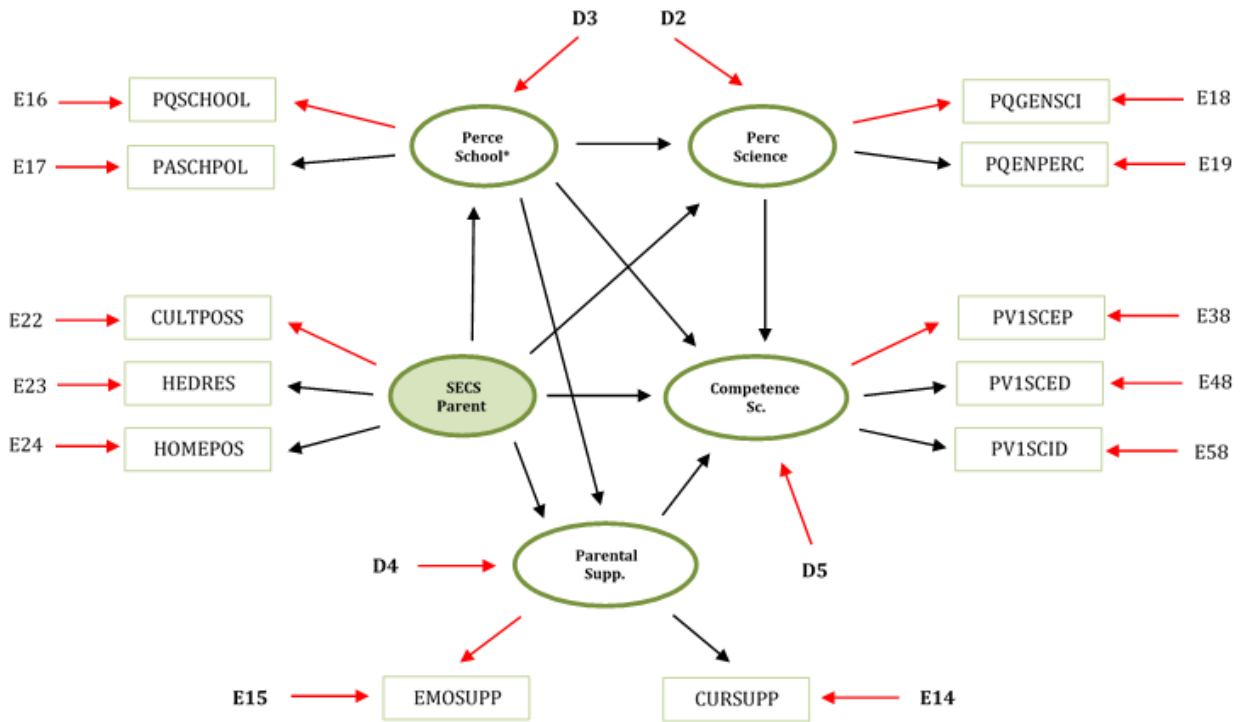 D3
D2
E16
PQSCHOOL
Perce
School*
Perc
Science
PQGENSCI
E18
E17
PASCHPOL
PQENPERC
E19
E22
CULTPOSS
PV1SCEP
E38
E23
HEDRES
SECS
Parent
Competence
Sc.
PV1SCED
E48
E24
HOMEPOS
PV1SCID
E58
D4
Parental
Supp.
D5
E15
EMOSUPP
CURSUPP
E14